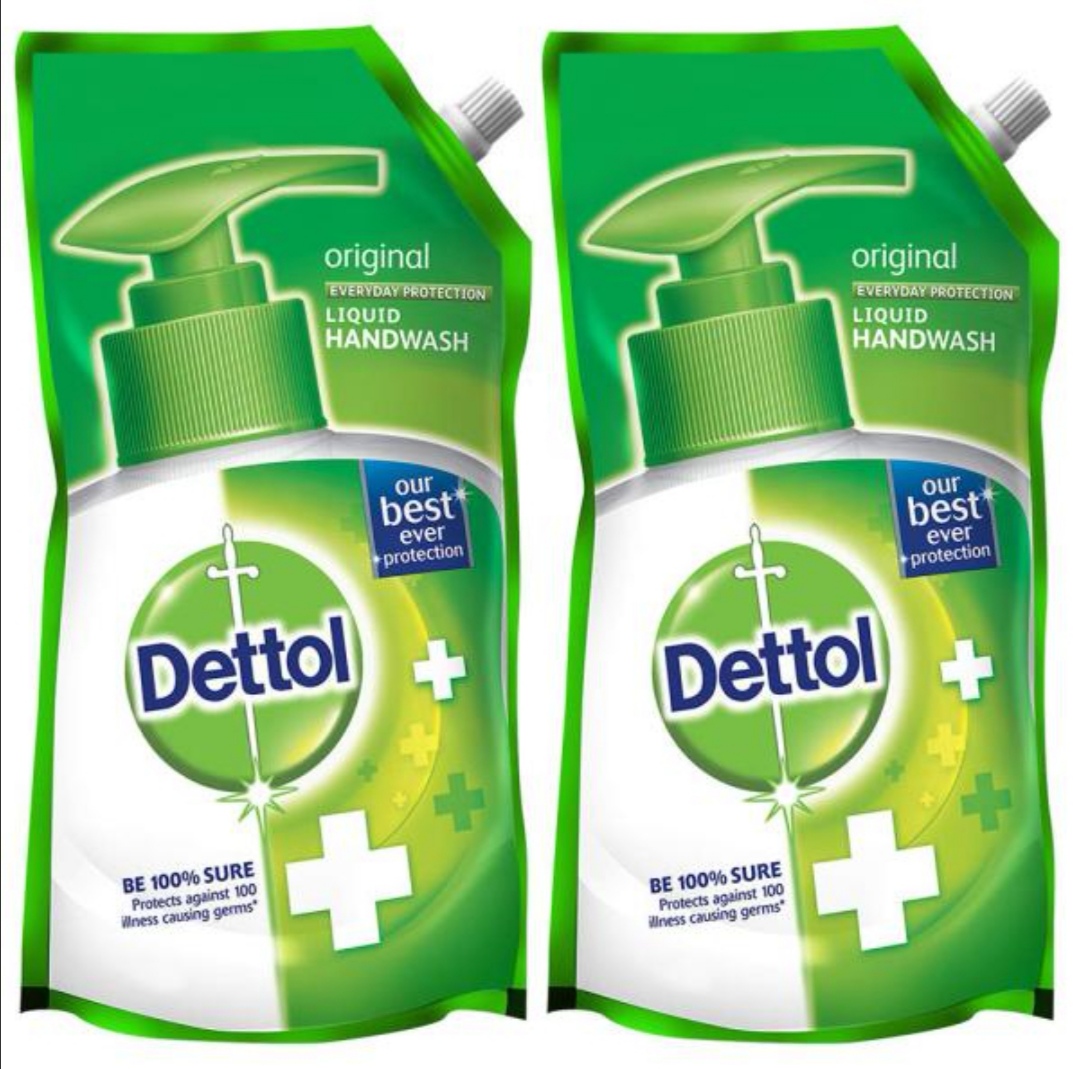 original
EVERYDAY PROTECTION
LIQUID
HANDWASH
our
best
ever
protection
Dettol
BE 100% SURE
Protects against 100
illness causing germs*
original
EVERYDAY PROTECTION
LIQUID
HANDWASH
our
best
ever
protection
Dettol
BE 100% SURE
Protects against 100
illness causing germs*